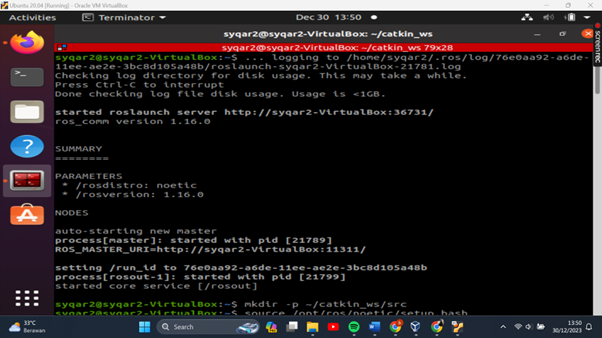 Ubuntu 20.04 [Running] - Oracle VM VirtualBox
Activities Terminator Dec 30 13:50
syqar2@syqar2-VirtualBox: ~/catkin_ws
syqar2@syqar2-VirtualBox: ~/catkin_ws 79x28
syqar2@syqar2-VirtualBox:~$ ... logging to /home/syqar2/.ros/log/76e0aa92-a6de-
11ee-ae2e-3bc8d105a48b/roslaunch-syqar2-VirtualBox-21781.log
Checking log directory for disk usage. This may take a while.
Press Ctrl-C to interrupt
Done checking log file disk usage. Usage is <1GB.
started roslaunch server http://syqar2-VirtualBox:36731/
ros_comm version 1.16.0
SUMMARY
========
PARAMETERS
* /rosdistro: noetic
* /rosversion: 1.16.0
NODES
auto-starting new master
process[master]: started with pid [21789]
ROS_MASTER_URI=http://syqar2-VirtualBox:11311/
setting /run_id to 76e0aa92-a6de-11ee-ae2e-3bc8d105a48b
process[rosout-1]: started with pid [21799]
started core service [/rosout]
syqar2@syqar2-VirtualBox:~$ mkdir -p ~/catkin_ws/src
syqar2@syqar2-VirtualBox:~$ source /opt/ros/noetic/setup.bash
screenrec
33°C
Berawan
Search
13:50
30/12/2023